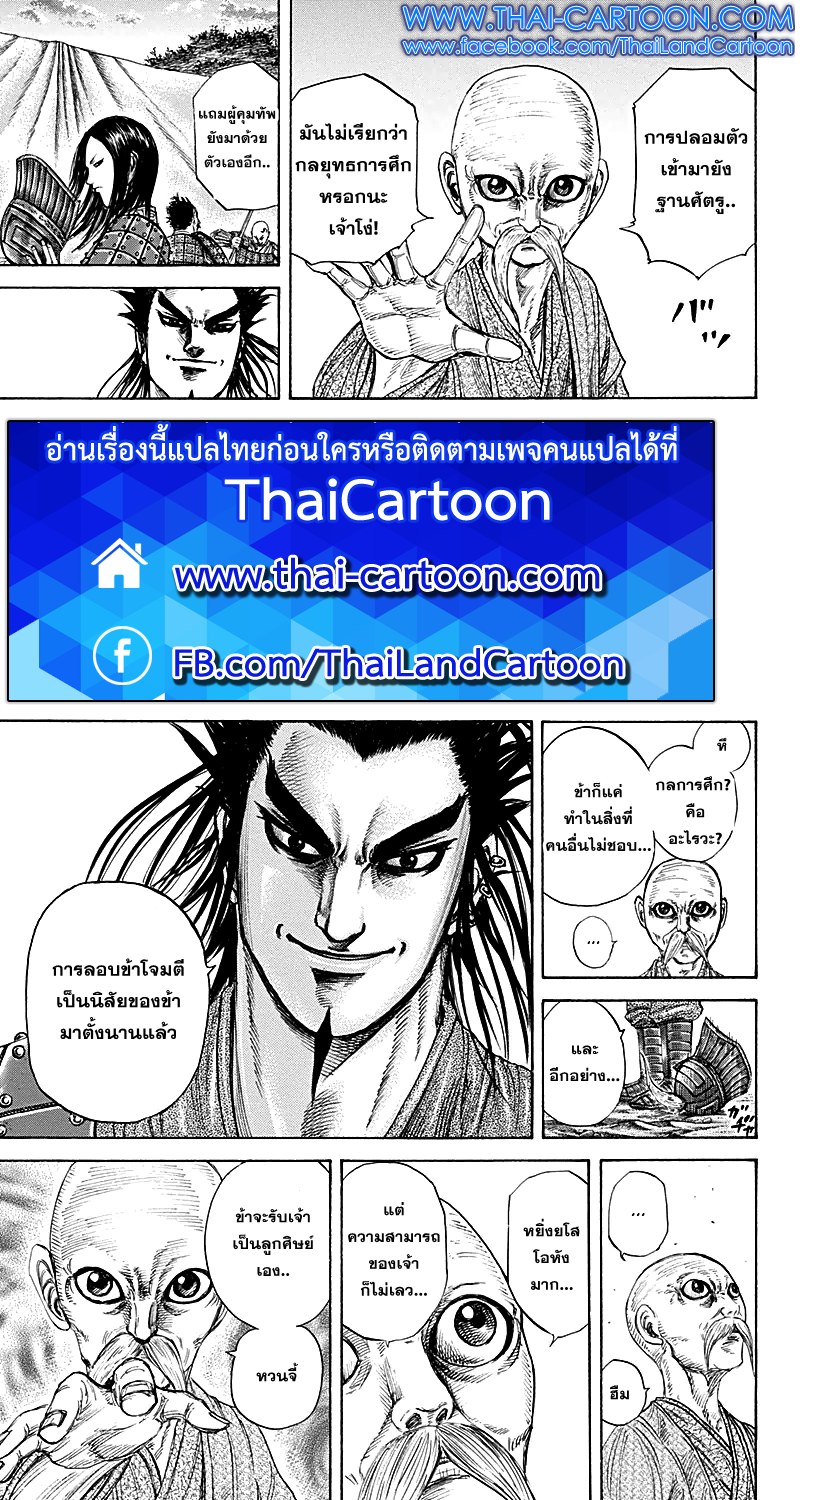 WWW.THAI-CARTOON.COM
www.facebook.com/ThaiLandCartoon
การปลอมตัว
เข้ามายัง
ฐานศัตรู..
มันไม่เรียกว่า
กลยุทธการศึก
หรอกนะ
เจ้าโง่!
แถมผู้คุมทัพ
ยังมาด้วย
ตัวเองอีก..
バッ
อ่านเรื่องนี้แปลไทยก่อนใครหรือติดตามเพจคนแปลได้ที่
ThaiCartoon
www.thai-cartoon.com
f
FB.com/ThaiLandCartoon
หึ
กลการศึก?
คือ
อะไรวะ?
ข้าก็แค่
ทำในสิ่งที่
คนอื่นไม่ชอบ...
...
และ
อีกอย่าง...
การลอบเข้าโจมตี
เป็นนิสัยของข้า
มาตั้งนานแล้ว
...
ฮึม
หยิ่งยโส
โอหัง
มาก...
แต่
ความสามารถ
ของเจ้า
ก็ไม่เลว...
ข้าจะรับเจ้า
เป็นลูกศิษย์
เอง..
หวนจี้